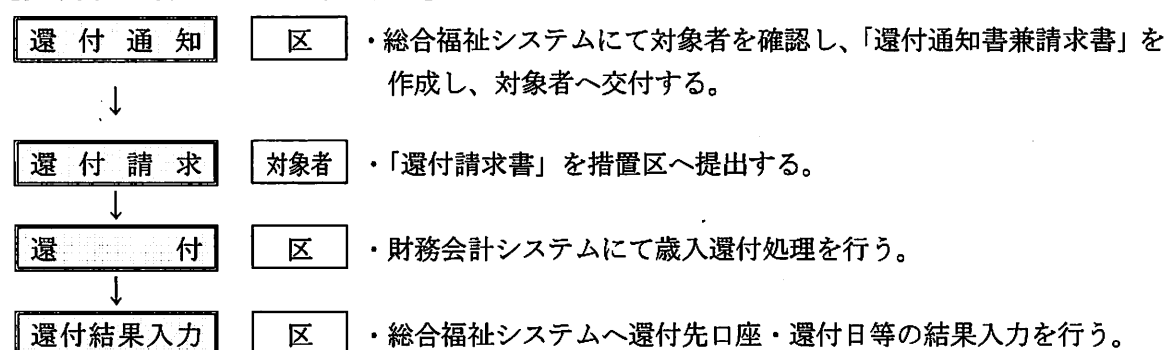 還付通知 区 ・総合福祉システムにて対象者を確認し、「還付通知書兼請求書」を
作成し、対象者へ交付する。
↓
還付請求 対象者 ・「還付請求書」を措置区へ提出する。
↓
還付 区 ・財務会計システムにて歳入還付処理を行う。
↓
還付結果入力 区 ・総合福祉システムへ還付先口座・還付日等の結果入力を行う。